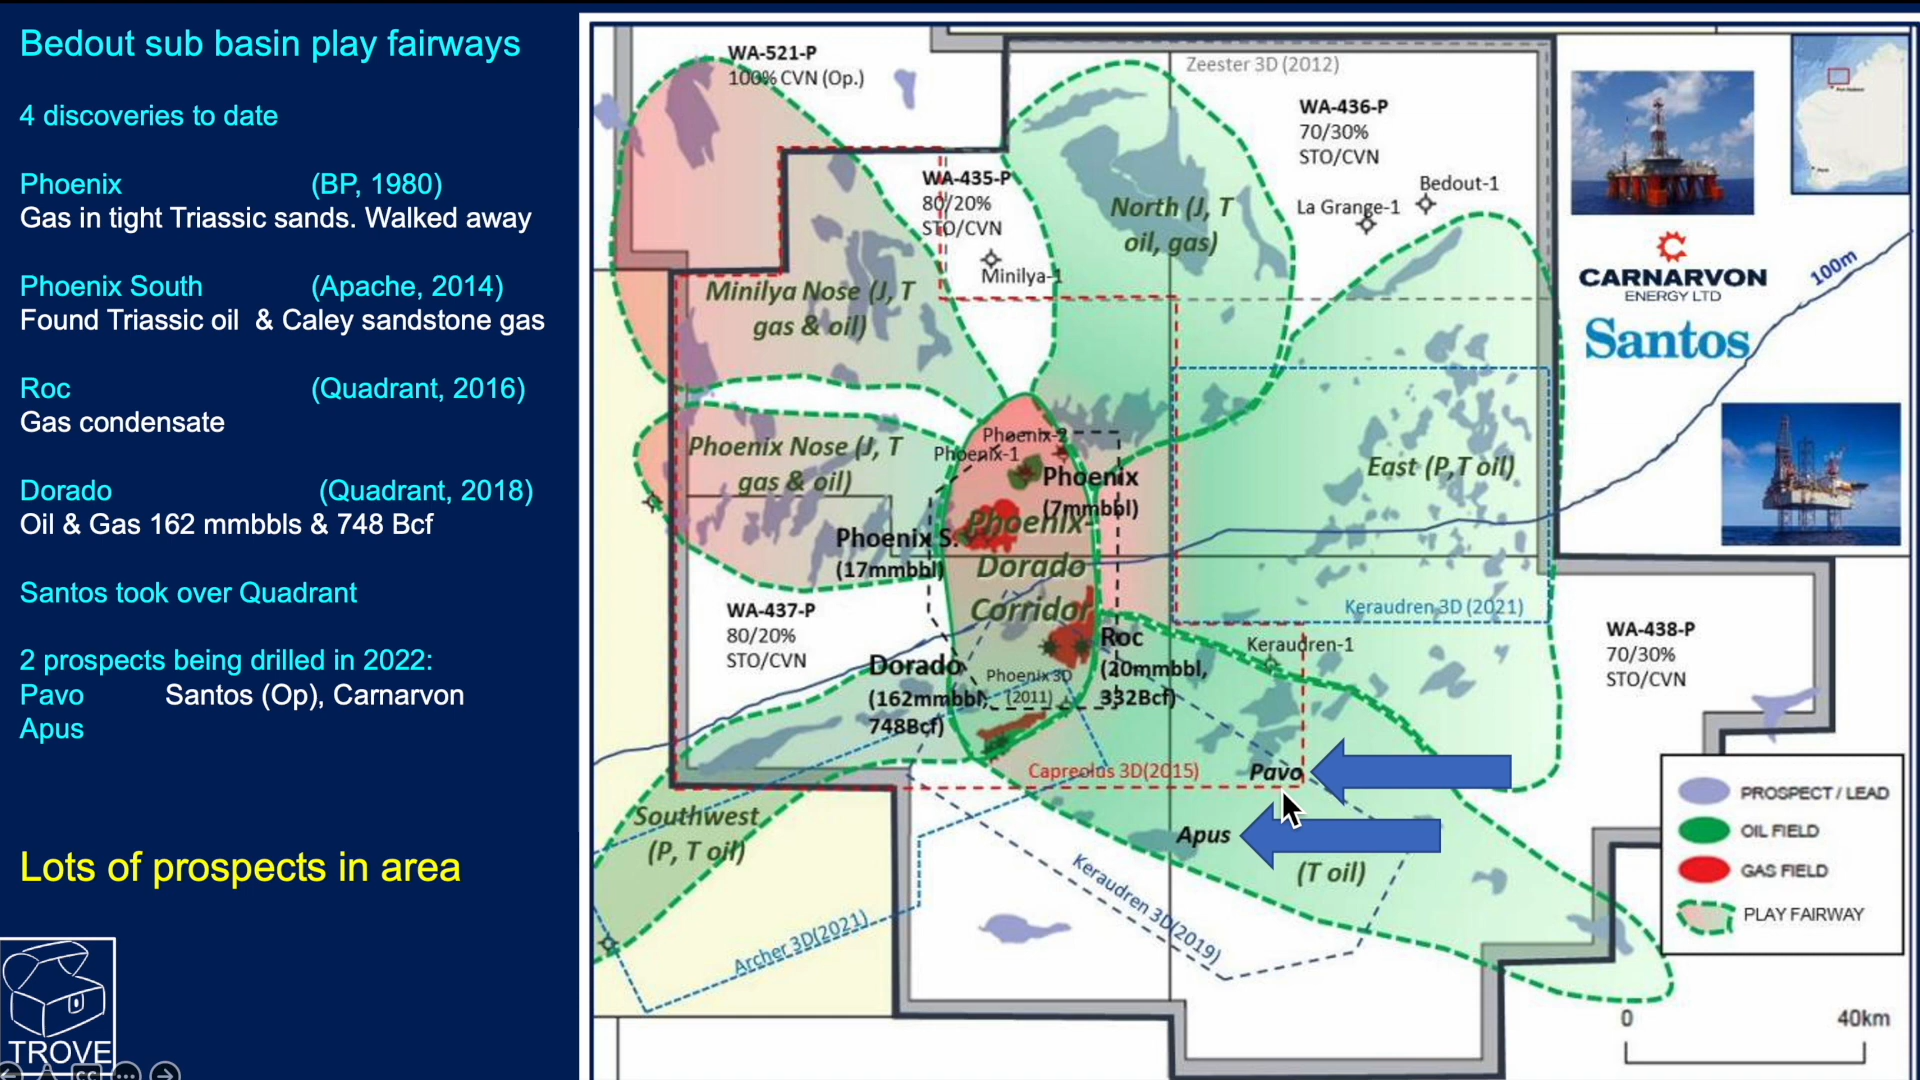 Bedout sub basin play fairways
4 discoveries to date
Phoenix (BP, 1980)
Gas in tight Triassic sands. Walked away
Phoenix South (Apache, 2014)
Found Triassic oil & Caley sandstone gas
Roc (Quadrant, 2016)
Gas condensate
Dorado (Quadrant, 2018)
Oil & Gas 162 mmbbls & 748 Bcf
Santos took over Quadrant
2 prospects being drilled in 2022:
Pavo Santos (Op), Carnarvon
Apus
Lots of prospects in area
TROVE
CC
WA-521-P
100% CVN (Op.)
Zeester 3D (2012)
WA-436-P
70/30%
STO/CVN
WA-435-P
80/20%
STO/CVN
Minilya-1
North (J, T
oil, gas)
La Grange-1
Bedout-1
Minilya Nose (J, T
gas & oil)
Phoenix Nose (J, T
gas & oil)
Phoenix-2
Phoenix-1
Phoenix
(7mmbbl)
Phoenix S.
(17mmbbl)
Phoenix-
Dorado
Corridor
East (P,T oil)
Keraudren 3D (2021)
WA-437-P
80/20%
STO/CVN
Dorado
(162mmbbl,
748Bcf)
Phoenix 3D
(2011)
Roc
(20mmbbl,
332Bcf)
Keraudren-1
WA-438-P
70/30%
STO/CVN
Capreolus 3D(2015)
Pavo
Apus
(T oil)
Southwest
(P, T oil)
Archer 3D(2021)
Keraudren 3D(2019)
CARNARVON
ENERGY LTD
Santos
100m
PROSPECT / LEAD
OIL FIELD
GAS FIELD
PLAY FAIRWAY
0 40km